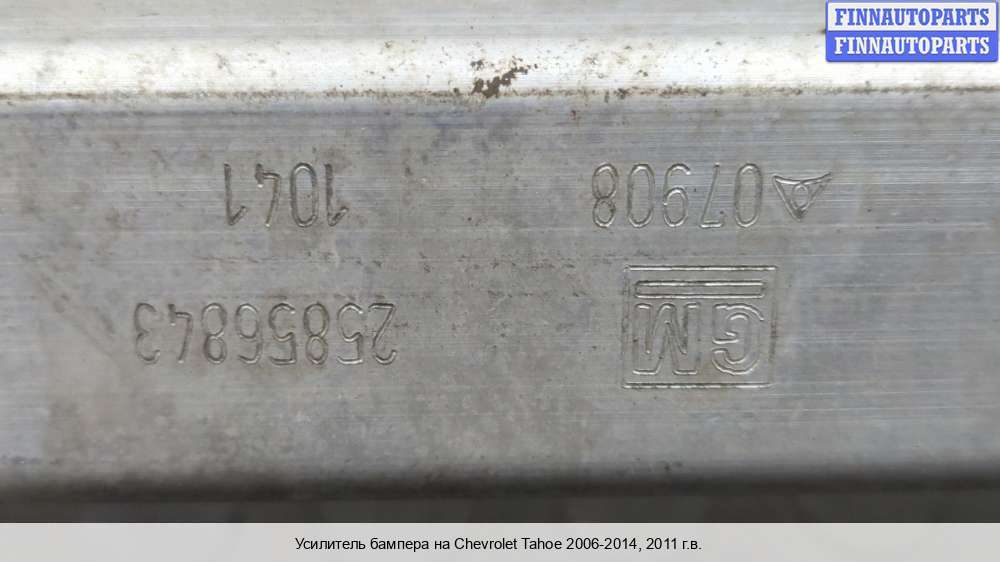 FINNAUTOPARTS
FINNAUTOPARTS
GM 25856843
07908 1041
Усилитель бампера на Chevrolet Tahoe 2006-2014, 2011 г.в.